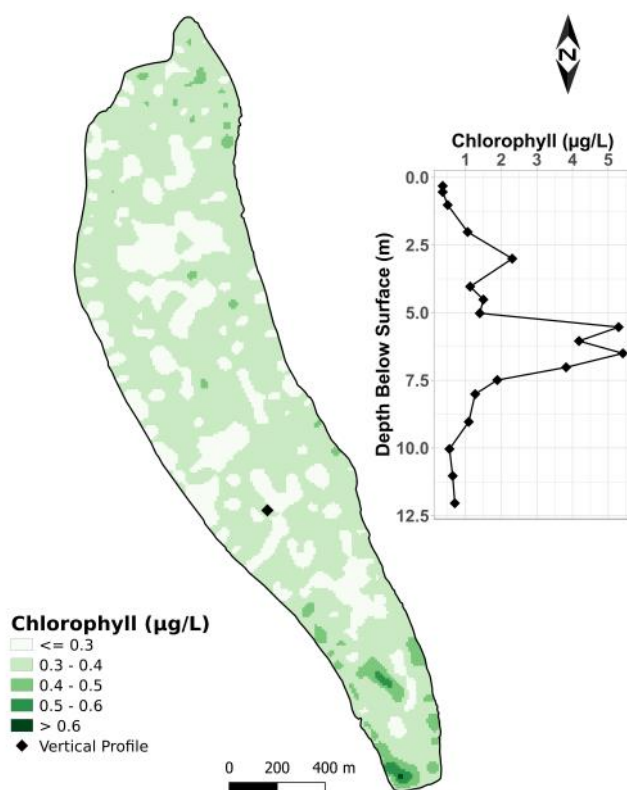 N
Chlorophyll (µg/L)
1 2 3 4 5
0.0
2.5
5.0
7.5
10.0
12.5
Depth Below Surface (m)
Chlorophyll (µg/L)
<= 0.3
0.3 - 0.4
0.4 - 0.5
0.5 - 0.6
> 0.6
Vertical Profile
0 200 400 m